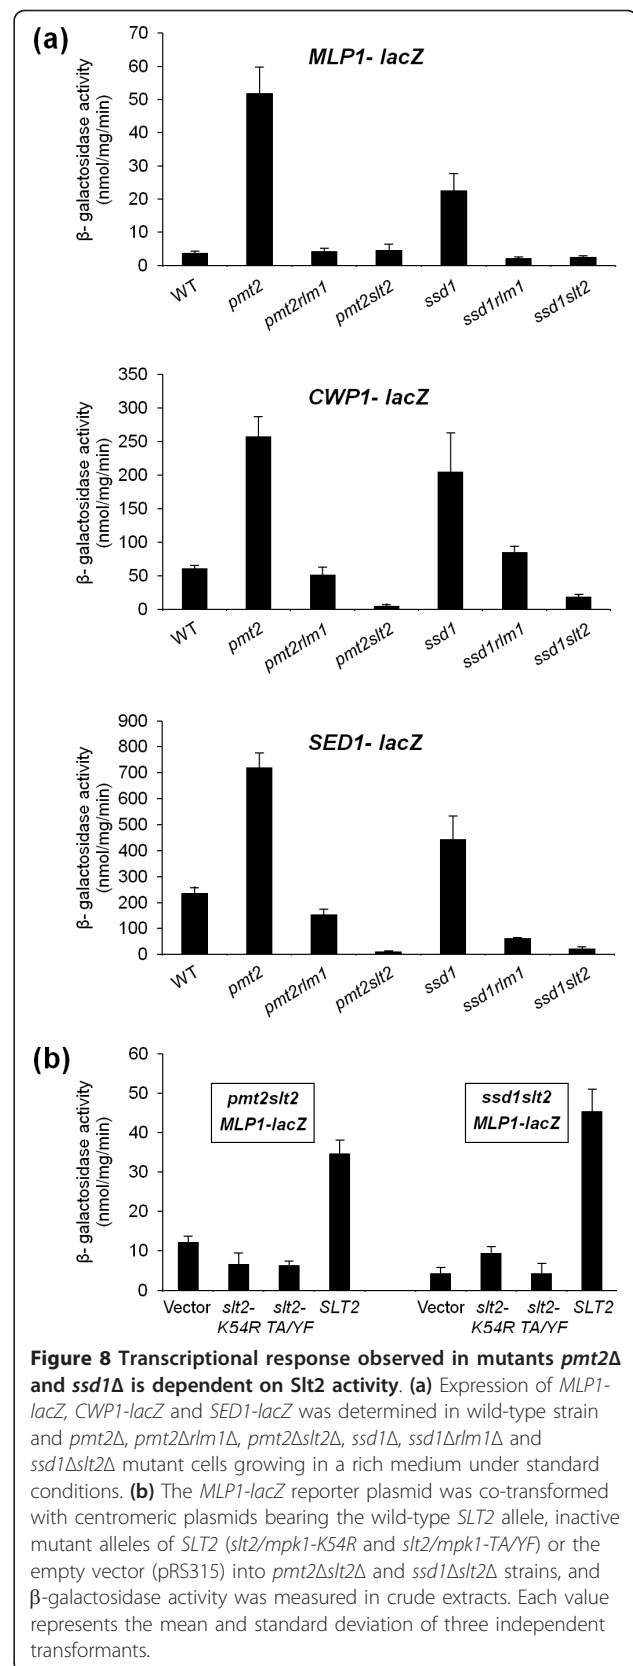 (a)
MLP1- lacZ
β- galactosidase activity
(nmol/mg/min)
70
60
50
40
30
20
10
0
WT
pmt2
pmt2rlm1
pmt2slt2
ssd1
ssd1rlm1
ssd1slt2
CWP1- lacZ
β- galactosidase activity
(nmol/mg/min)
350
300
250
200
150
100
50
0
WT
pmt2
pmt2rlm1
pmt2slt2
ssd1
ssd1rlm1
ssd1slt2
SED1- lacZ
β- galactosidase activity
(nmol/mg/min)
900
800
700
600
500
400
300
200
100
0
WT
pmt2
pmt2rlm1
pmt2slt2
ssd1
ssd1rlm1
ssd1slt2
(b)
β- galactosidase activity
(nmol/mg/min)
60
50
40
30
20
10
0
pmt2slt2
MLP1-lacZ
ssd1slt2
MLP1-lacZ
Vector slt2- slt2- SLT2 Vector slt2- slt2- SLT2
K54R TA/YF K54R TA/YF
Figure 8 Transcriptional response observed in mutants pmt2Δ
and ssd1Δ is dependent on Slt2 activity. (a) Expression of MLP1-
lacZ, CWP1-lacZ and SED1-lacZ was determined in wild-type strain
and pmt2Δ, pmt2Δrlm1Δ, pmt2Δslt2Δ, ssd1Δ, ssd1Δrlm1Δ and
ssd1Δslt2Δ mutant cells growing in a rich medium under standard
conditions. (b) The MLP1-lacZ reporter plasmid was co-transformed
with centromeric plasmids bearing the wild-type SLT2 allele, inactive
mutant alleles of SLT2 (slt2/mpk1-K54R and slt2/mpk1-TA/YF) or the
empty vector (pRS315) into pmt2Δslt2Δ and ssd1Δslt2Δ strains, and
β-galactosidase activity was measured in crude extracts. Each value
represents the mean and standard deviation of three independent
transformants.